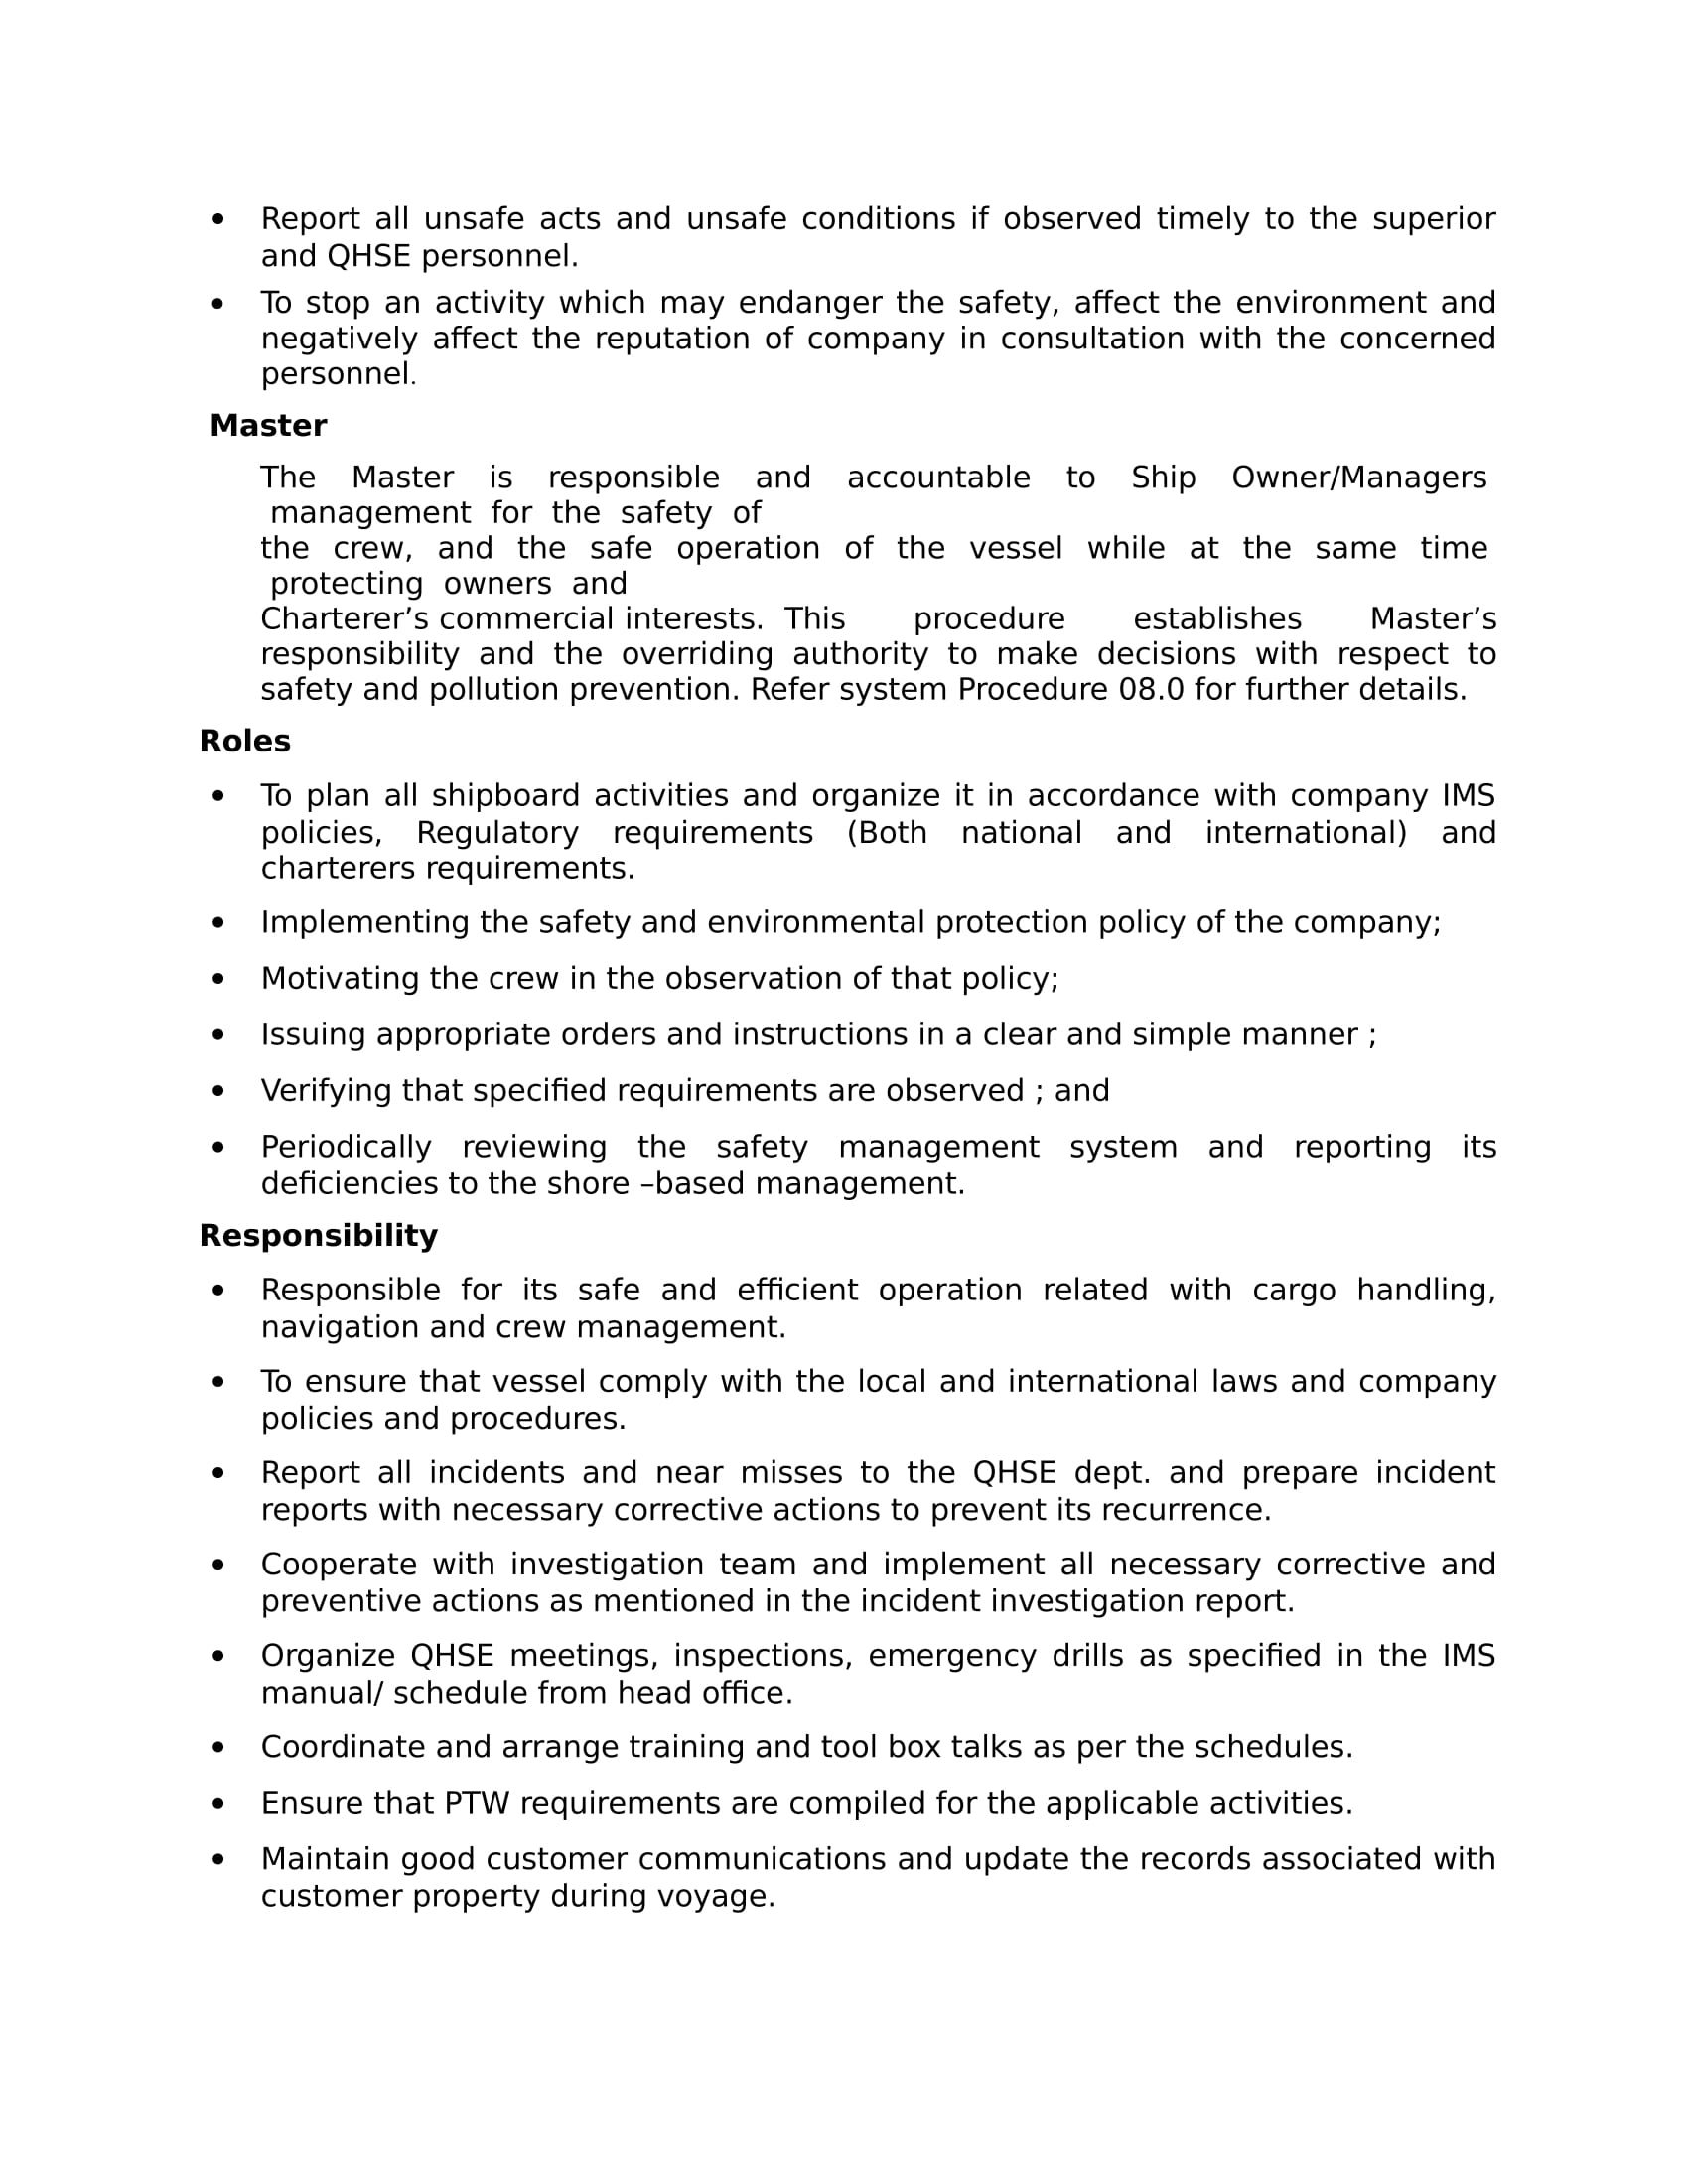 • Report all unsafe acts and unsafe conditions if observed timely to the superior
and QHSE personnel.
• To stop an activity which may endanger the safety, affect the environment and
negatively affect the reputation of company in consultation with the concerned
personnel.
Master
The Master is responsible and accountable to Ship Owner/Managers
management for the safety of
the crew, and the safe operation of the vessel while at the same time
protecting owners and
Charterer’s commercial interests. This procedure establishes Master’s
responsibility and the overriding authority to make decisions with respect to
safety and pollution prevention. Refer system Procedure 08.0 for further details.
Roles
• To plan all shipboard activities and organize it in accordance with company IMS
policies, Regulatory requirements (Both national and international) and
charterers requirements.
• Implementing the safety and environmental protection policy of the company;
• Motivating the crew in the observation of that policy;
• Issuing appropriate orders and instructions in a clear and simple manner ;
• Verifying that specified requirements are observed ; and
• Periodically reviewing the safety management system and reporting its
deficiencies to the shore –based management.
Responsibility
• Responsible for its safe and efficient operation related with cargo handling,
navigation and crew management.
• To ensure that vessel comply with the local and international laws and company
policies and procedures.
• Report all incidents and near misses to the QHSE dept. and prepare incident
reports with necessary corrective actions to prevent its recurrence.
• Cooperate with investigation team and implement all necessary corrective and
preventive actions as mentioned in the incident investigation report.
• Organize QHSE meetings, inspections, emergency drills as specified in the IMS
manual/ schedule from head office.
• Coordinate and arrange training and tool box talks as per the schedules.
• Ensure that PTW requirements are compiled for the applicable activities.
• Maintain good customer communications and update the records associated with
customer property during voyage.